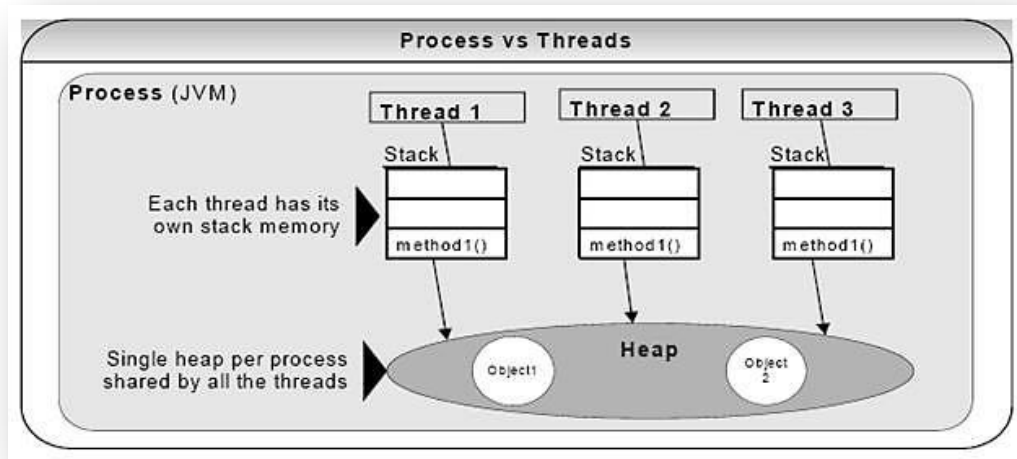 Process vs Threads
Process (JVM)
Thread 1
Thread 2
Thread 3
Stack
Stack
Stack
Each thread has its
own stack memory
method1()
method1()
method1()
Single heap per process
shared by all the threads
Heap
Object1
Object
2